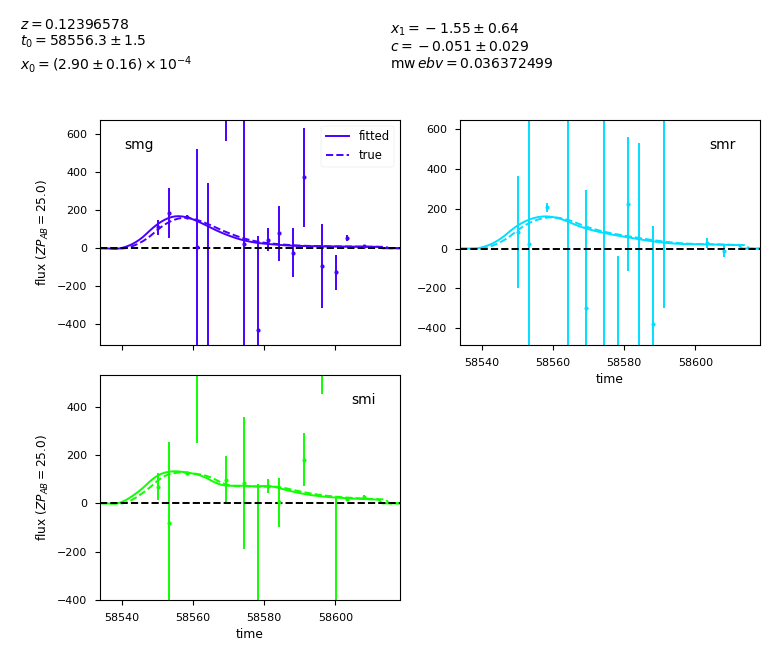 z = 0.12396578
t₀ = 58556.3 ± 1.5
x₀ = (2.90 ± 0.16) × 10⁻⁴
x₁ = −1.55 ± 0.64
c = −0.051 ± 0.029
mw ebv = 0.036372499
smg
fitted
true
600
400
200
0
−200
−400
flux (ZP_AB = 25.0)
smr
600
400
200
0
−200
−400
58540
58560
58580
58600
time
smi
400
200
0
−200
−400
flux (ZP_AB = 25.0)
58540
58560
58580
58600
time